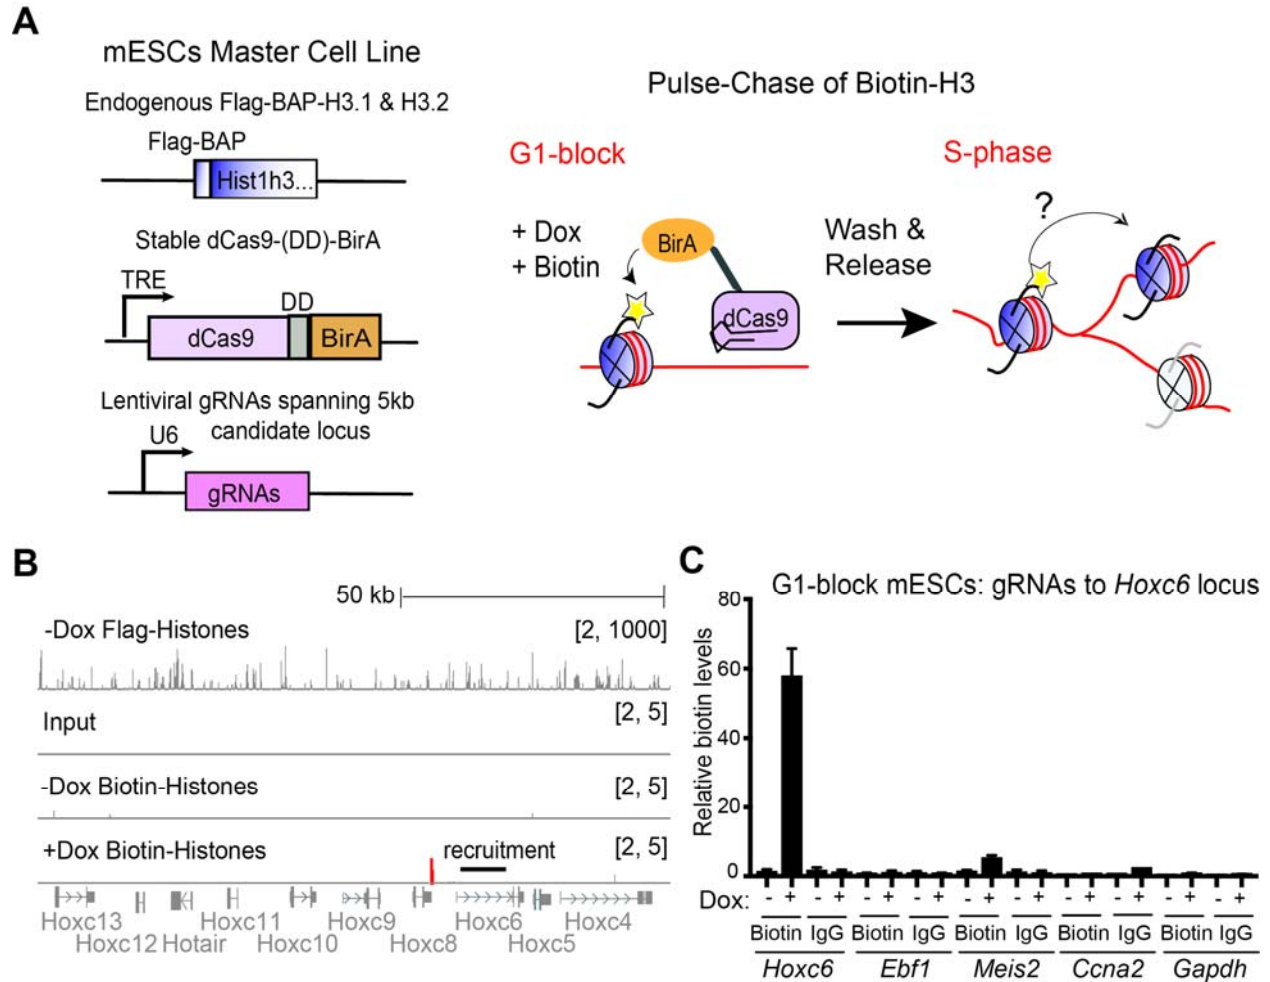 A
mESCs Master Cell Line
Endogenous Flag-BAP-H3.1 & H3.2
Flag-BAP
Hist1h3...
Stable dCas9-(DD)-BirA
TRE
DD
dCas9
BirA
Lentiviral gRNAs spanning 5kb
candidate locus
U6
gRNAs
Pulse-Chase of Biotin-H3
G1-block
S-phase
+ Dox
+ Biotin
BirA
dCas9
Wash &
Release
?
B
50 kb
-Dox Flag-Histones [2, 1000]
Input [2, 5]
-Dox Biotin-Histones [2, 5]
+Dox Biotin-Histones [2, 5]
recruitment
Hoxc13 Hoxc11 Hoxc9 Hoxc6 Hoxc4
Hoxc12 Hotair Hoxc10 Hoxc8 Hoxc5
C
G1-block mESCs: gRNAs to Hoxc6 locus
Relative biotin levels
80
60
40
20
0
Dox: - + - + - + - + - + - + - + - + - + - +
Biotin IgG Biotin IgG Biotin IgG Biotin IgG Biotin IgG
Hoxc6 Ebf1 Meis2 Ccna2 Gapdh